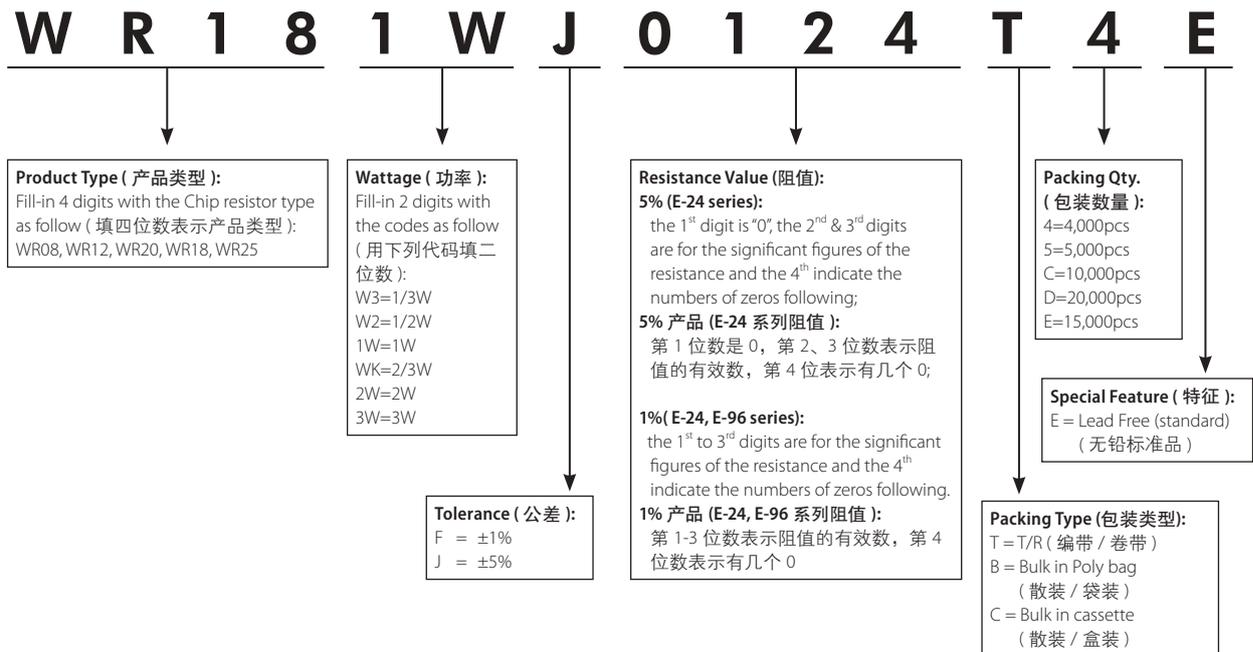 W R 1 8 1 W J 0 1 2 4 T 4 E
Product Type ( 产品类型 ):
Fill-in 4 digits with the Chip resistor type
as follow ( 填四位数表示产品类型 ):
WR08, WR12, WR20, WR18, WR25
Wattage ( 功率 ):
Fill-in 2 digits with
the codes as follow
( 用下列代码填二
位数 ):
W3=1/3W
W2=1/2W
1W=1W
WK=2/3W
2W=2W
3W=3W
Tolerance ( 公差 ):
F = ±1%
J = ±5%
Resistance Value (阻值):
5% (E-24 series):
the 1st digit is “0”, the 2nd & 3rd digits
are for the significant figures of the
resistance and the 4th indicate the
numbers of zeros following;
5% 产品 (E-24 系列阻值 ):
第 1 位数是 0，第 2、3 位数表示阻
值的有效数，第 4 位表示有几个 0;
1%( E-24, E-96 series):
the 1st to 3rd digits are for the significant
figures of the resistance and the 4th
indicate the numbers of zeros following.
1% 产品 (E-24, E-96 系列阻值 ):
第 1-3 位数表示阻值的有效数，第 4
位数表示有几个 0
Packing Qty.
( 包装数量 ):
4=4,000pcs
5=5,000pcs
C=10,000pcs
D=20,000pcs
E=15,000pcs
Special Feature ( 特征 ):
E = Lead Free (standard)
( 无铅标准品 )
Packing Type (包装类型):
T = T/R ( 编带 / 卷带 )
B = Bulk in Poly bag
( 散装 / 袋装 )
C = Bulk in cassette
( 散装 / 盒装 )